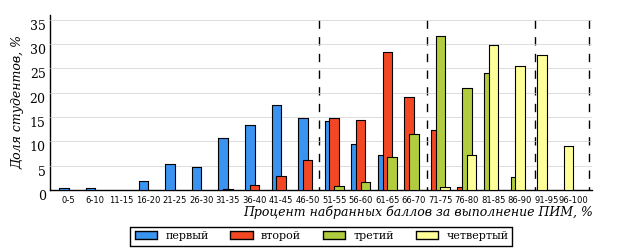 35
30
25
20
15
10
5
0
Доля студентов, %
0-5 6-10 11-15 16-20 21-25 26-30 31-35 36-40 41-45 46-50 51-55 56-60 61-65 66-70 71-75 76-80 81-85 86-90 91-95 96-100
Процент набранных баллов за выполнение ПИМ, %
первый второй третий четвертый